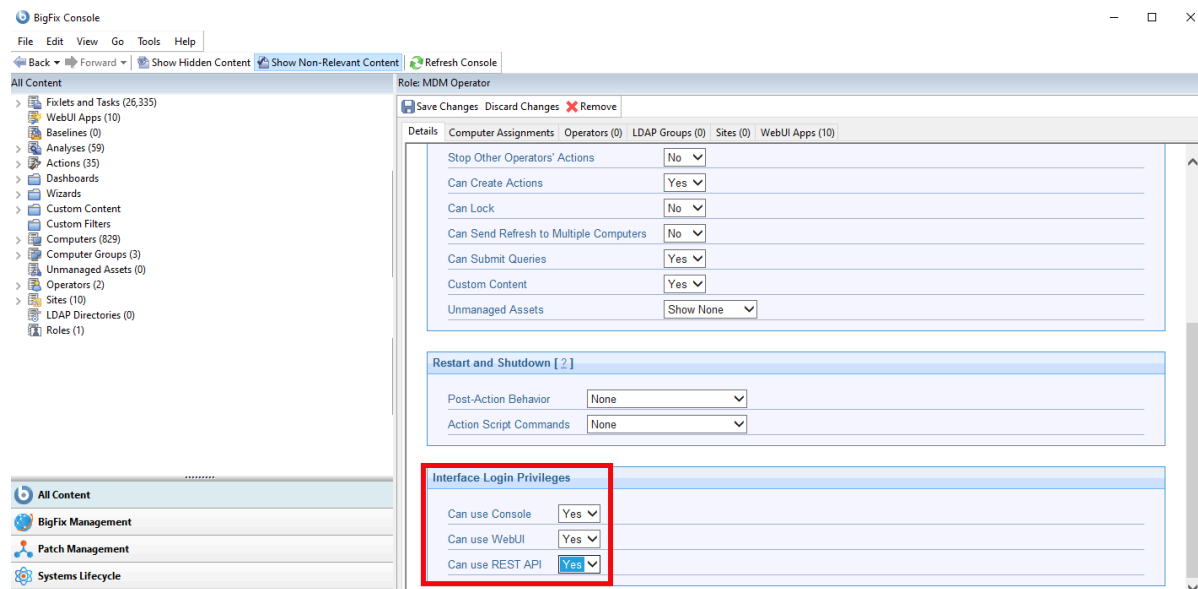 BigFix Console
File Edit View Go Tools Help
Back Forward Show Hidden Content Show Non-Relevant Content Refresh Console
All Content
Fixlets and Tasks (26,335)
WebUI Apps (10)
Baselines (0)
Analyses (59)
Actions (35)
Dashboards
Wizards
Custom Content
Custom Filters
Computers (829)
Computer Groups (3)
Unmanaged Assets (0)
Operators (2)
Sites (10)
LDAP Directories (0)
Roles (1)
All Content
BigFix Management
Patch Management
Systems Lifecycle
Role: MDM Operator
Save Changes Discard Changes Remove
Details Computer Assignments Operators (0) LDAP Groups (0) Sites (0) WebUI Apps (10)
Stop Other Operators' Actions No
Can Create Actions Yes
Can Lock No
Can Send Refresh to Multiple Computers No
Can Submit Queries Yes
Custom Content Yes
Unmanaged Assets Show None
Restart and Shutdown [ ? ]
Post-Action Behavior None
Action Script Commands None
Interface Login Privileges
Can use Console Yes
Can use WebUI Yes
Can use REST API Yes